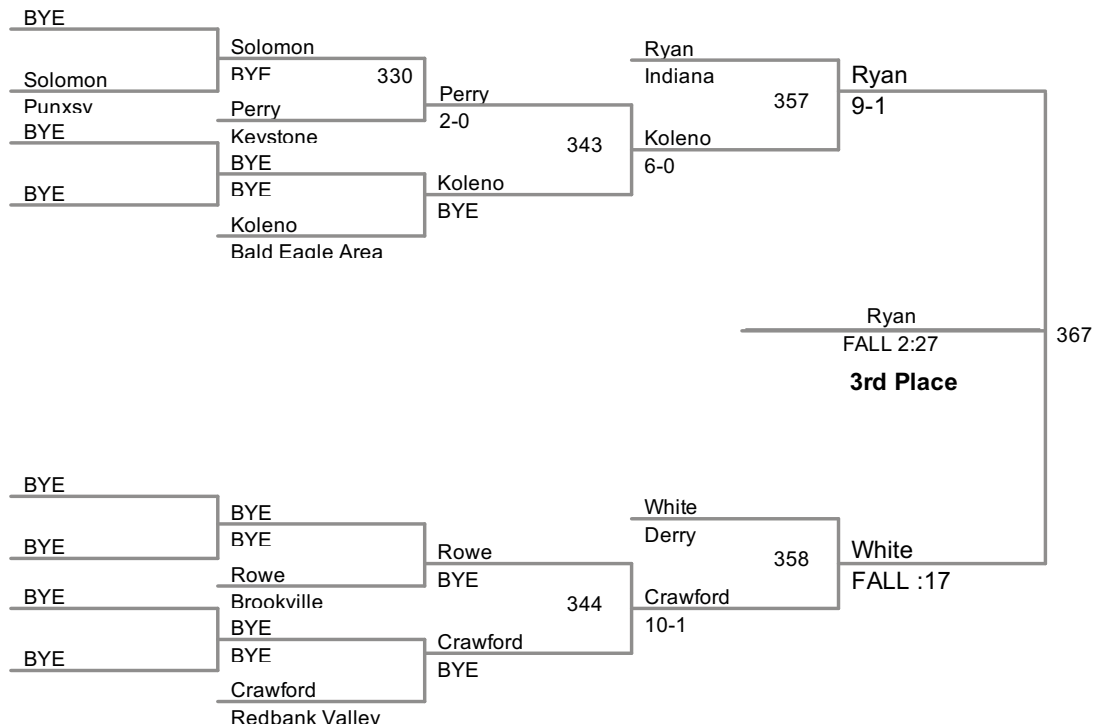 BYE
Solomon
BYE
330
Solomon
Punxsy
Perry
Keystone
Perry
2-0
BYE
BYE
BYE
BYE
Koleno
Bald Eagle Area
Koleno
BYE
343
Ryan
Indiana
357
Koleno
6-0
Ryan
9-1
Ryan
FALL 2:27
3rd Place
367
BYE
BYE
BYE
BYE
Rowe
Brookville
Rowe
BYE
BYE
BYE
BYE
BYE
Crawford
Redbank Valley
Crawford
BYE
344
White
Derry
358
Crawford
10-1
White
FALL :17